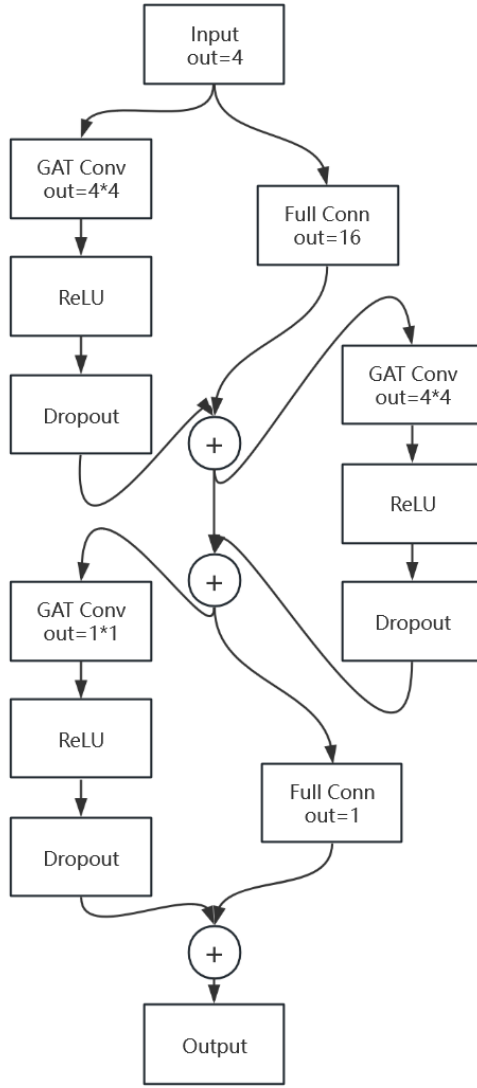 Input
out=4
GAT Conv
out=4*4
Full Conn
out=16
ReLU
Dropout
GAT Conv
out=4*4
+
ReLU
+
Dropout
GAT Conv
out=1*1
ReLU
Full Conn
out=1
Dropout
+
Output